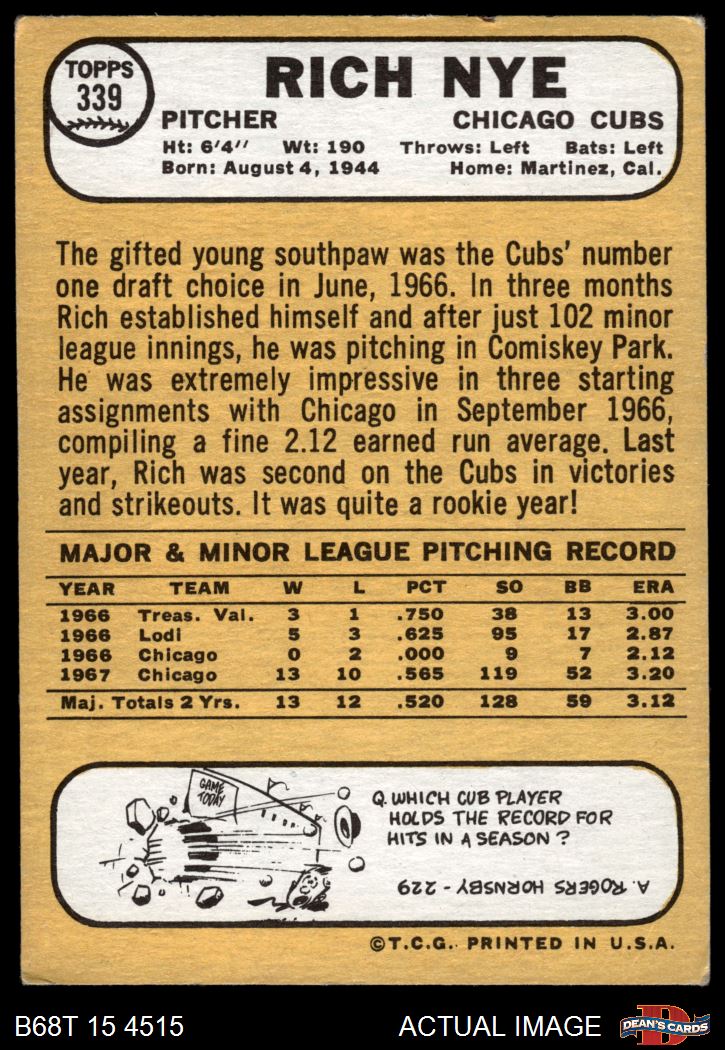 TOPPS
339
RICH NYE
PITCHER CHICAGO CUBS
Ht: 6'4" Wt: 190 Throws: Left Bats: Left
Born: August 4, 1944 Home: Martinez, Cal.
The gifted young southpaw was the Cubs' number
one draft choice in June, 1966. In three months
Rich established himself and after just 102 minor
league innings, he was pitching in Comiskey Park.
He was extremely impressive in three starting
assignments with Chicago in September 1966,
compiling a fine 2.12 earned run average. Last
year, Rich was second on the Cubs in victories
and strikeouts. It was quite a rookie year!
MAJOR & MINOR LEAGUE PITCHING RECORD
YEAR TEAM W L PCT SO BB ERA
1966 Treas. Val. 3 1 .750 38 13 3.00
1966 Lodi 5 3 .625 95 17 2.87
1966 Chicago 0 2 .000 9 7 2.12
1967 Chicago 13 10 .565 119 52 3.20
Maj. Totals 2 Yrs. 13 12 .520 128 59 3.12
GAME
TODAY
Q. WHICH CUB PLAYER
HOLDS THE RECORD FOR
HITS IN A SEASON?
A. ROGERS HORNSBY - 229
©T.C.G. PRINTED IN U.S.A.
B68T 15 4515 ACTUAL IMAGE
D
DEAN'S CARDS